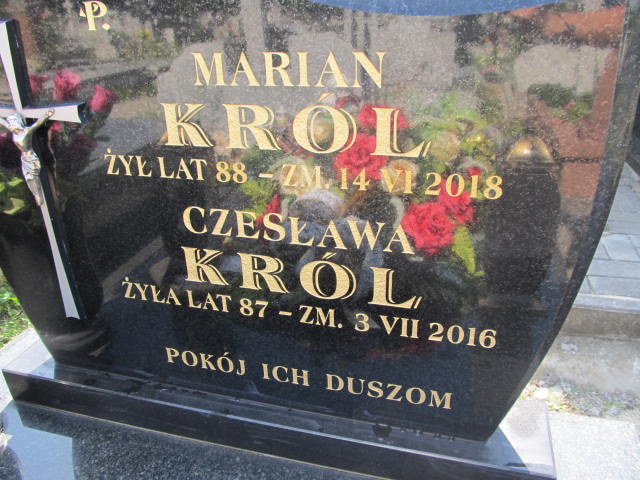 P.
MARIAN
KRÓL
ŻYŁ LAT 88 – ZM. 14 VI 2018
CZESŁAWA
KRÓL
ŻYŁA LAT 87 – ZM. 3 VII 2016
POKÓJ ICH DUSZOM